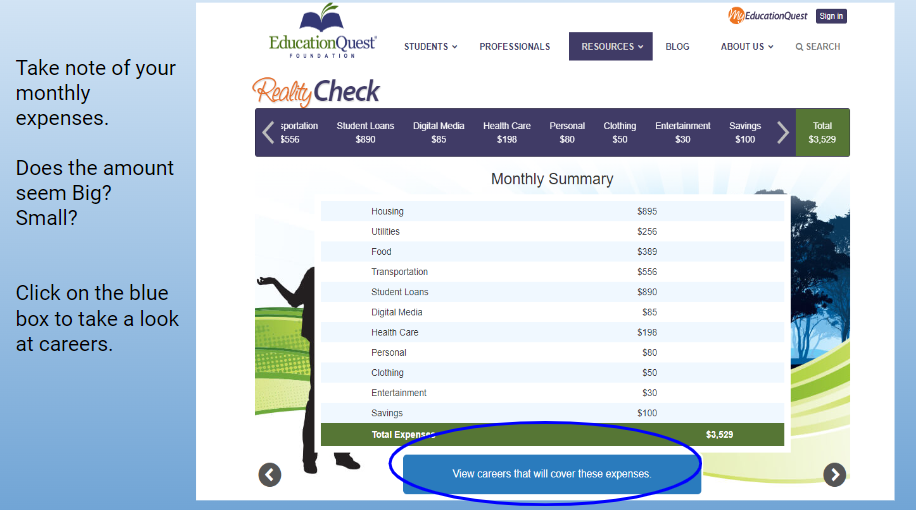 Take note of your
monthly
expenses.
Does the amount
seem Big?
Small?
Click on the blue
box to take a look
at careers.
EducationQuest®
FOUNDATION
My EducationQuest Sign in
STUDENTS PROFESSIONALS RESOURCES BLOG ABOUT US SEARCH
Reality Check
sportation Student Loans Digital Media Health Care Personal Clothing Entertainment Savings Total
$556 $890 $85 $198 $80 $50 $30 $100 $3,529
Monthly Summary
Housing $895
Utilities $256
Food $389
Transportation $556
Student Loans $890
Digital Media $85
Health Care $198
Personal $80
Clothing $50
Entertainment $30
Savings $100
Total Expenses $3,529
View careers that will cover these expenses.